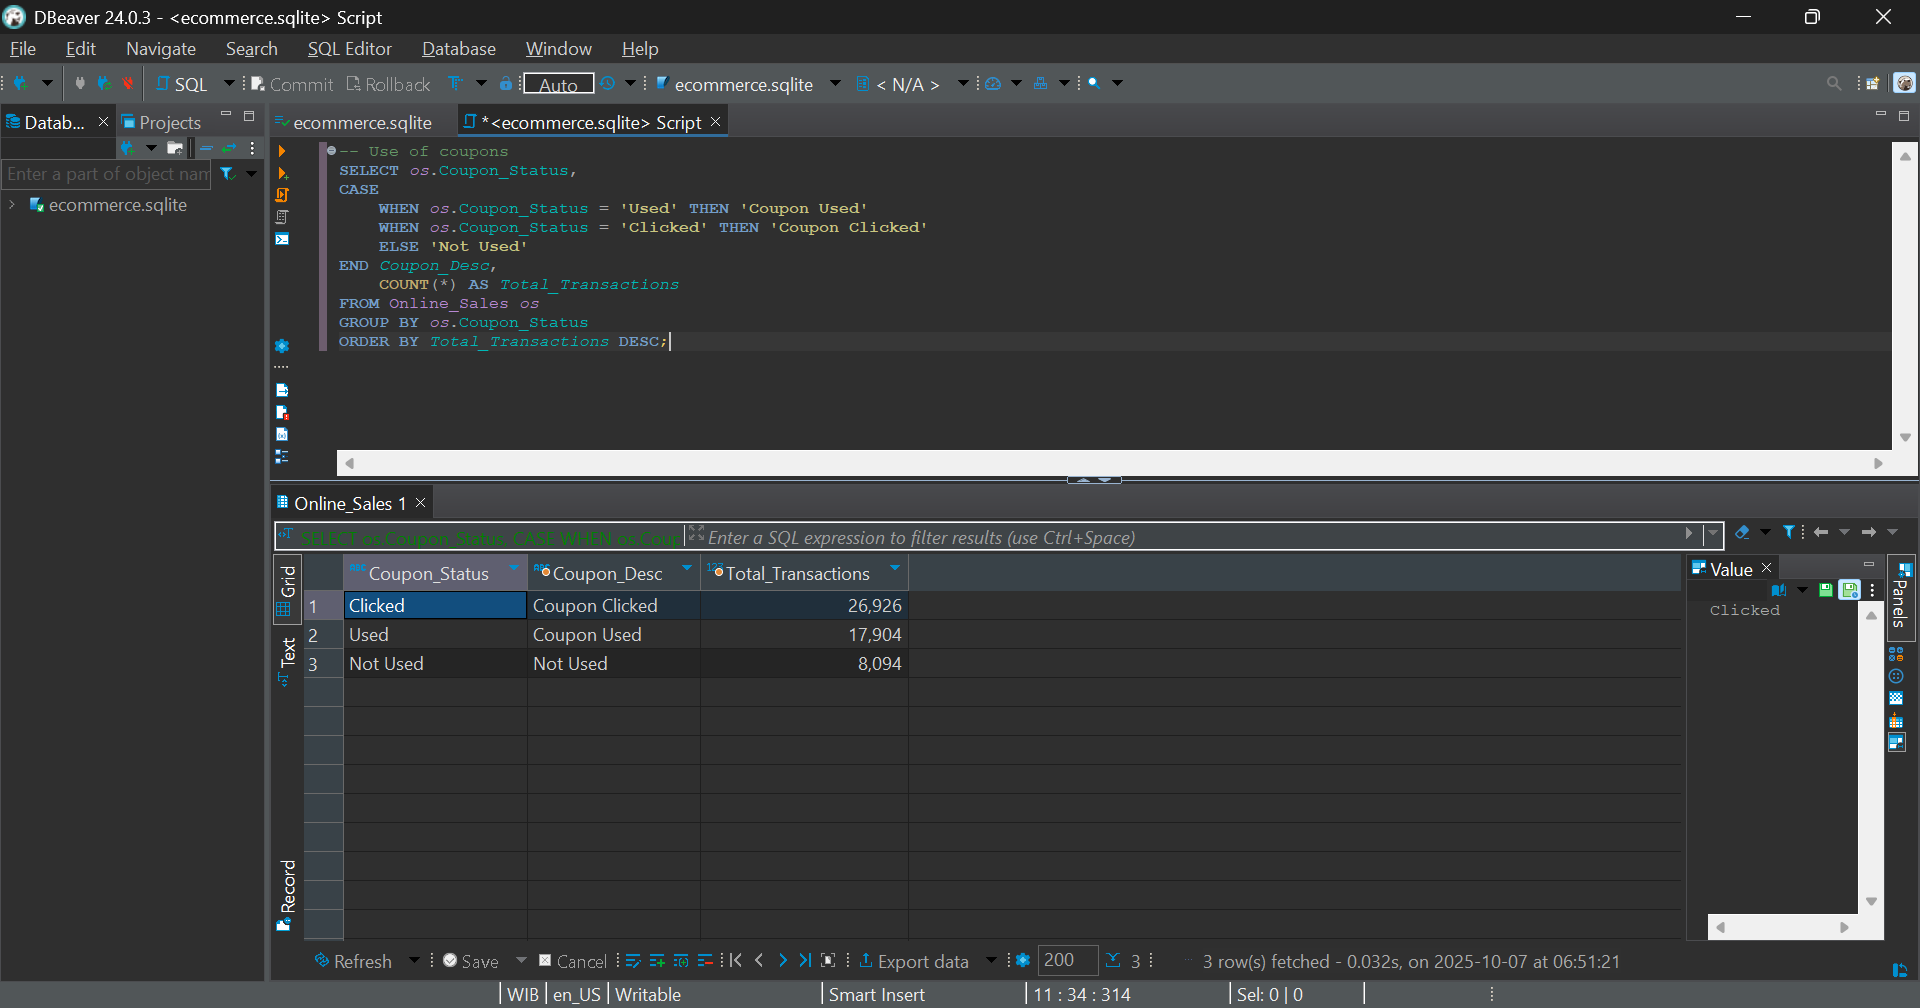 DBeaver 24.0.3 - <ecommerce.sqlite> Script
File Edit Navigate Search SQL Editor Database Window Help
SQL Commit Rollback Auto ecommerce.sqlite < N/A >
Datab... Projects
ecommerce.sqlite *<ecommerce.sqlite> Script
Enter a part of object nam
ecommerce.sqlite
-- Use of coupons
SELECT os.Coupon_Status,
CASE
WHEN os.Coupon_Status = 'Used' THEN 'Coupon Used'
WHEN os.Coupon_Status = 'Clicked' THEN 'Coupon Clicked'
ELSE 'Not Used'
END Coupon_Desc,
COUNT(*) AS Total_Transactions
FROM Online_Sales os
GROUP BY os.Coupon_Status
ORDER BY Total_Transactions DESC;
Online_Sales 1
SELECT os.Coupon_Status, CASE WHEN os.Coup Enter a SQL expression to filter results (use Ctrl+Space)
Grid
Text
Record
Coupon_Status Coupon_Desc Total_Transactions
1 Clicked Coupon Clicked 26,926
2 Used Coupon Used 17,904
3 Not Used Not Used 8,094
Value
Clicked
Panels
Refresh Save Cancel Export data 200 3 3 row(s) fetched - 0.032s, on 2025-10-07 at 06:51:21
WIB en_US Writable Smart Insert 11 : 34 : 314 Sel: 0 | 0